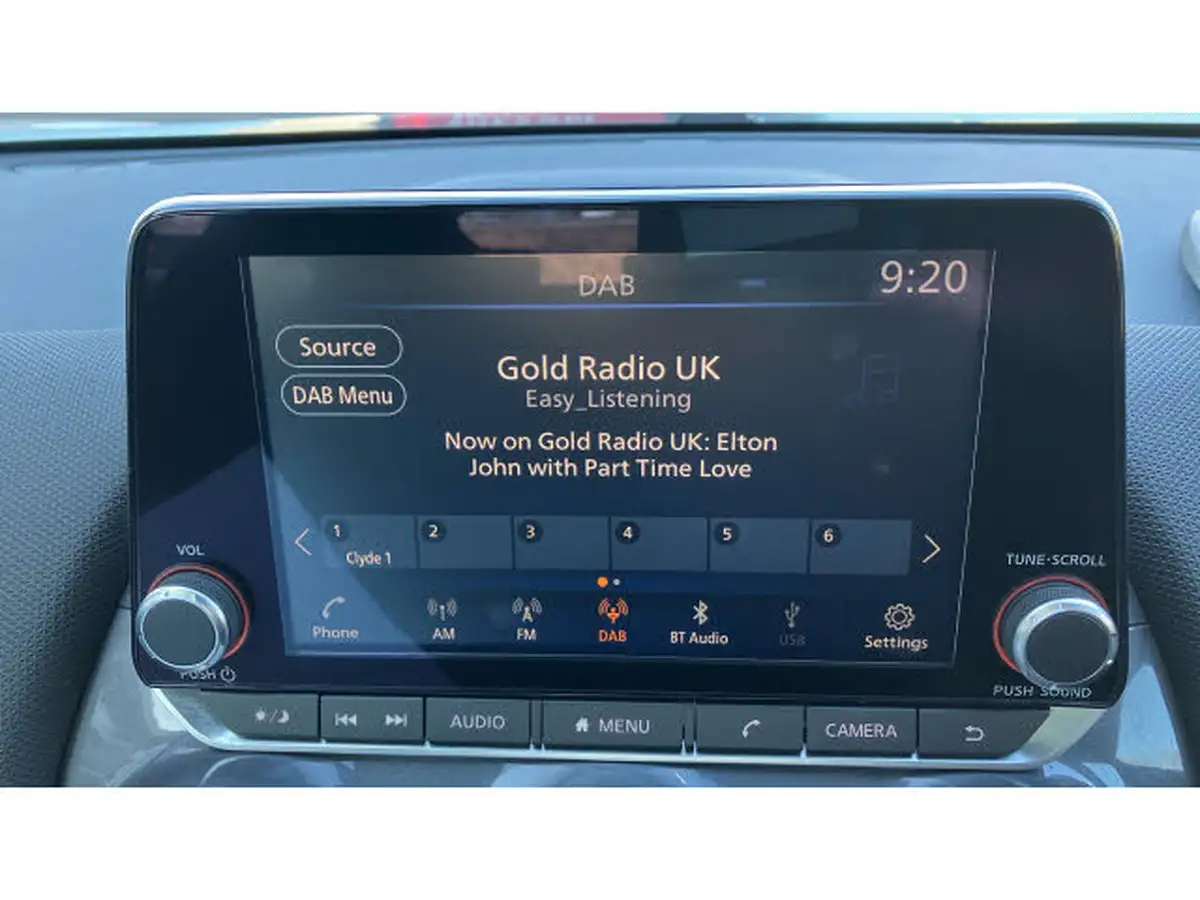 DAB
9:20
Source
DAB Menu
Gold Radio UK
Easy_Listening
Now on Gold Radio UK: Elton
John with Part Time Love
1 2 3 4 5 6
Clyde 1
VOL
TUNE·SCROLL
Phone AM FM DAB BT Audio USB Settings
PUSH
PUSH SOUND
AUDIO MENU CAMERA